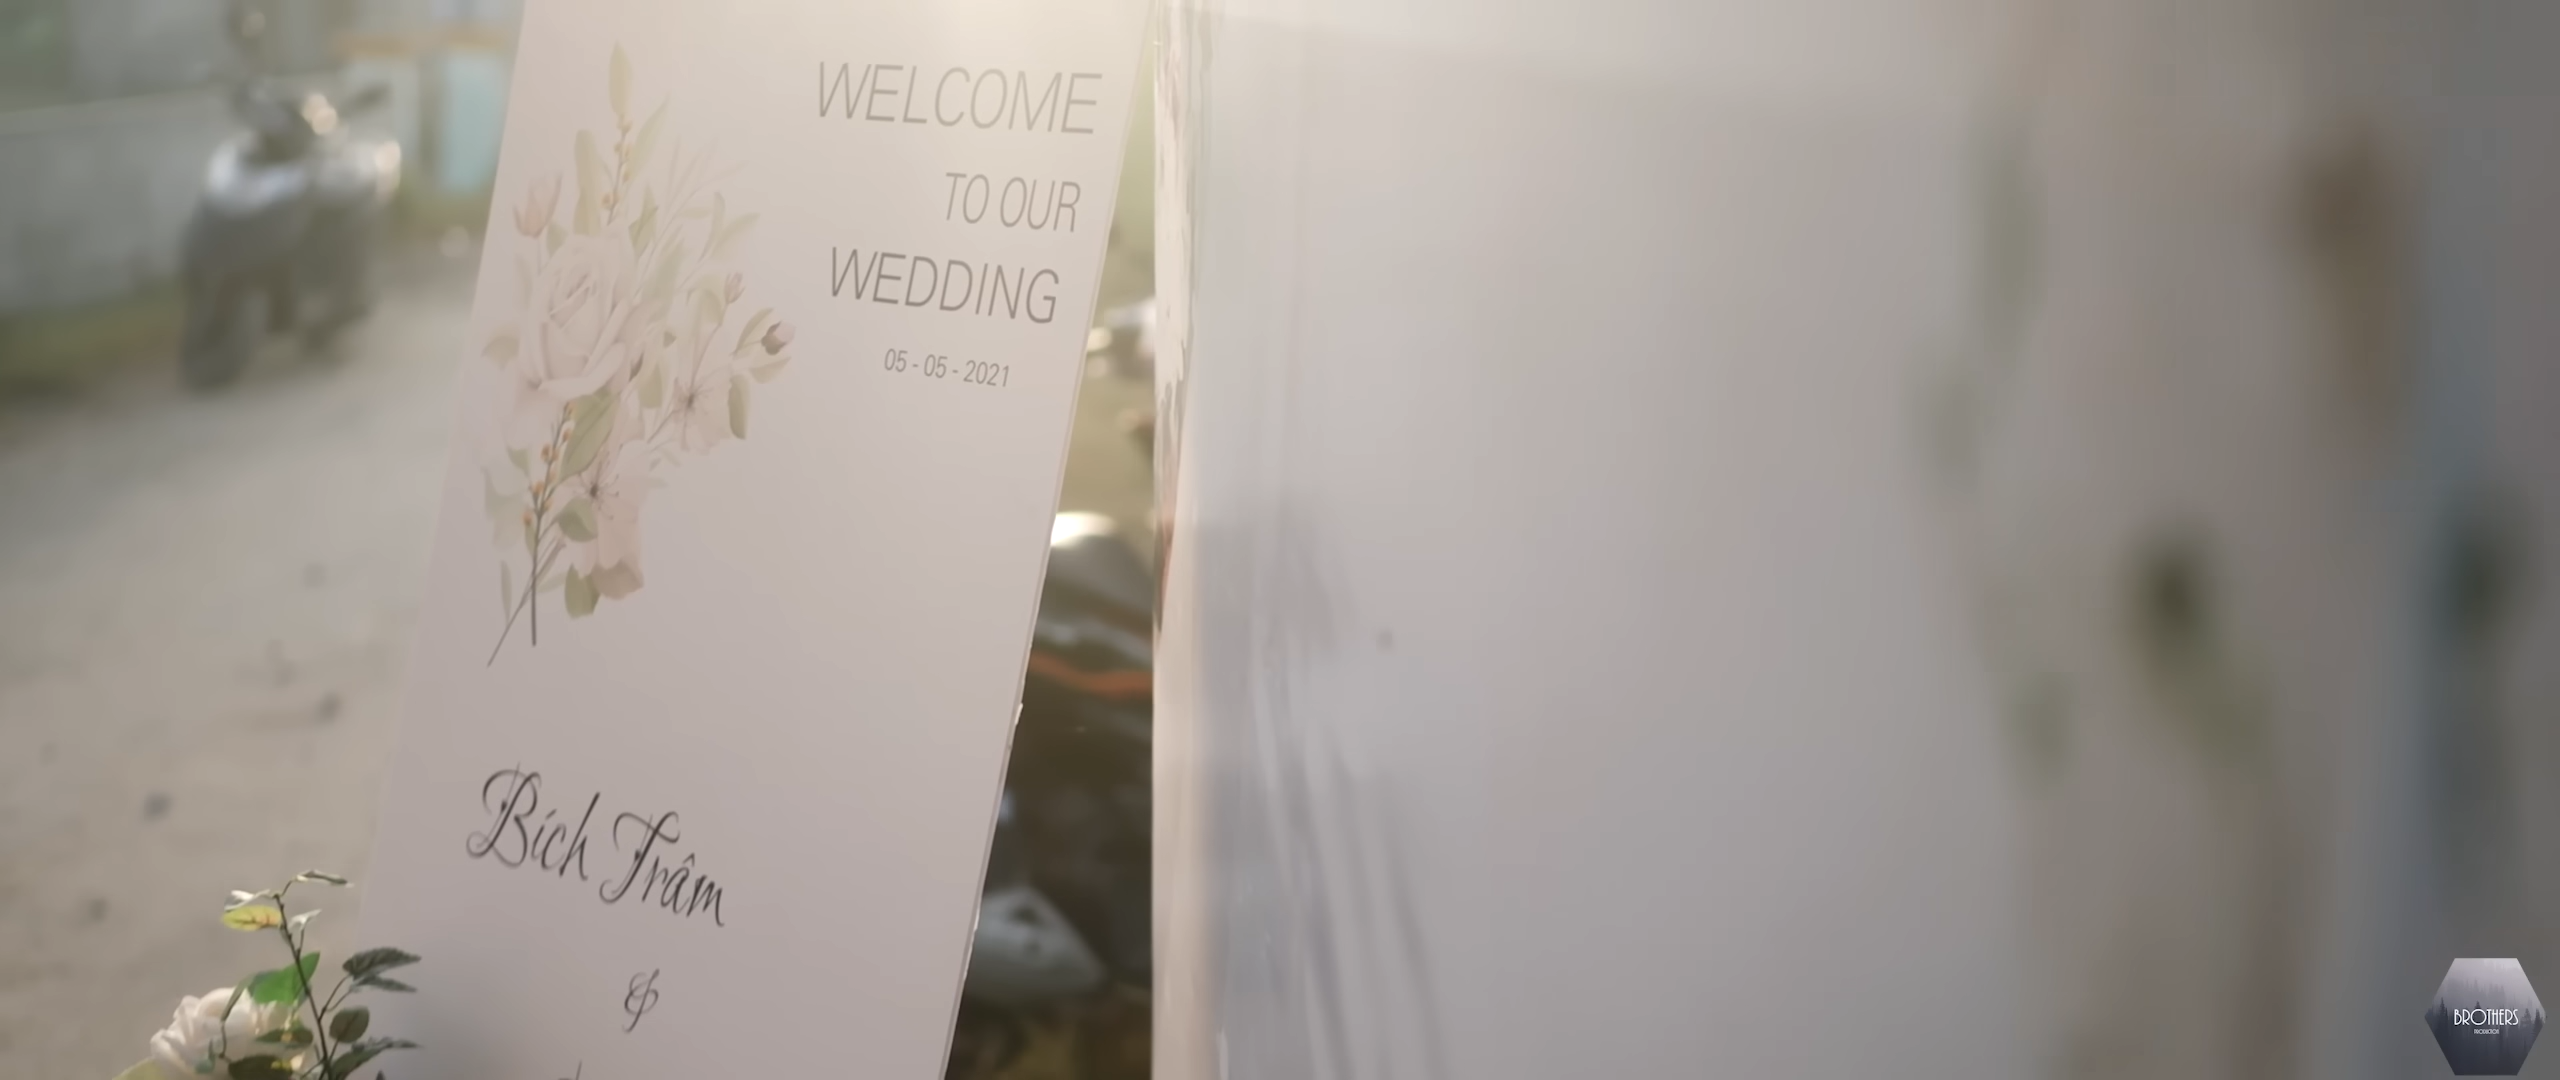 WELCOME
TO OUR
WEDDING
05 - 05 - 2021
Bích Trâm
&
BROTHERS